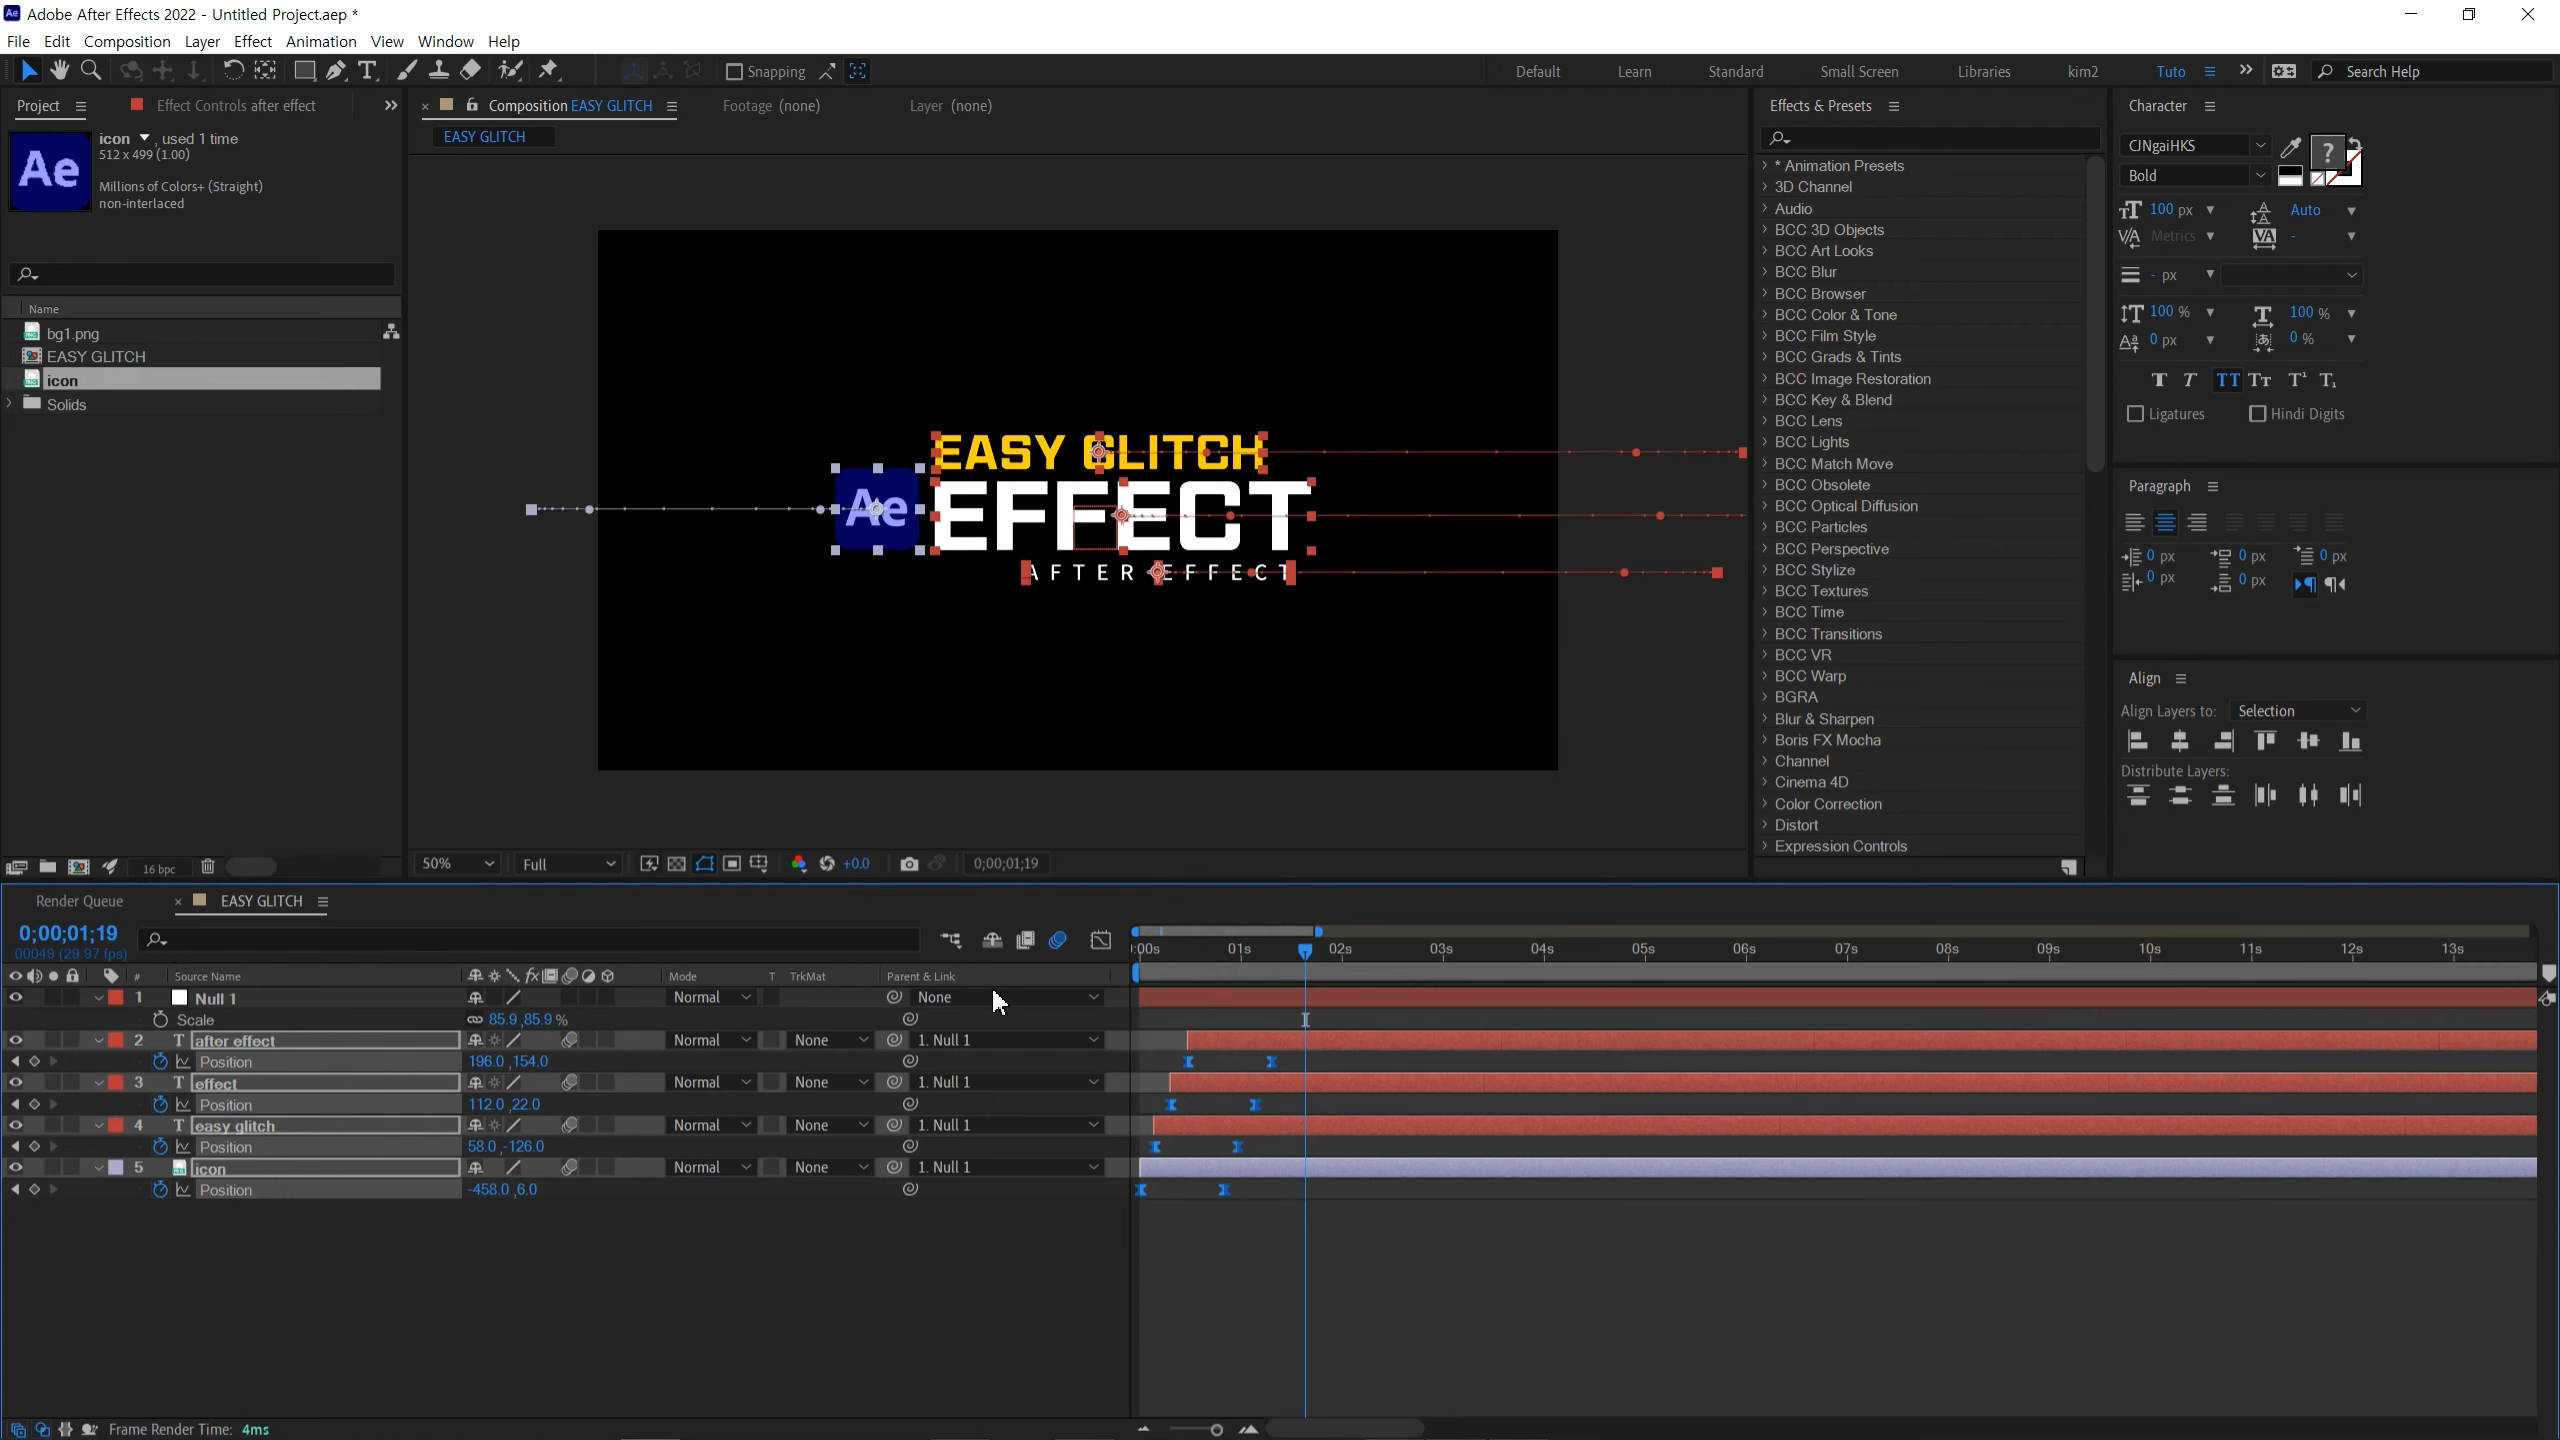 Adobe After Effects 2022 - Untitled Project.aep *
File Edit Composition Layer Effect Animation View Window Help
Snapping Default Learn Standard Small Screen Libraries kim2 Tuto Search Help
Project Effect Controls after effect
Composition EASY GLITCH Footage (none) Layer (none)
EASY GLITCH
Ae
icon , used 1 time
512 x 499 (1.00)
Millions of Colors+ (Straight)
non-interlaced
Name
bg1.png
EASY GLITCH
icon
Solids
16 bpc
EASY GLITCH
Ae
EFFECT
AFTER EFFECT
50% Full +0.0 0;00;01;19
Effects & Presets
* Animation Presets
3D Channel
Audio
BCC 3D Objects
BCC Art Looks
BCC Blur
BCC Browser
BCC Color & Tone
BCC Film Style
BCC Grads & Tints
BCC Image Restoration
BCC Key & Blend
BCC Lens
BCC Lights
BCC Match Move
BCC Obsolete
BCC Optical Diffusion
BCC Particles
BCC Perspective
BCC Stylize
BCC Textures
BCC Time
BCC Transitions
BCC VR
BCC Warp
BGRA
Blur & Sharpen
Boris FX Mocha
Channel
Cinema 4D
Color Correction
Distort
Expression Controls
Character
CJNgaiHKS
Bold
?
100 px Auto
Metrics -
- px
100 % 100 %
0 px 0 %
Ligatures Hindi Digits
Paragraph
0 px 0 px 0 px
0 px 0 px
Align
Align Layers to: Selection
Distribute Layers:
Render Queue EASY GLITCH
0;00;01;19
00049 (29.97 fps)
:00s 01s 02s 03s 04s 05s 06s 07s 08s 09s 10s 11s 12s 13s
# Source Name fx Mode T TrkMat Parent & Link
1 Null 1 Normal None
Scale 85.9,85.9%
2 T after effect Normal None 1. Null 1
Position 196.0,154.0
3 T effect Normal None 1. Null 1
Position 112.0,22.0
4 T easy glitch Normal None 1. Null 1
Position 58.0,-126.0
5 icon Normal None 1. Null 1
Position -458.0,6.0
Frame Render Time: 4ms